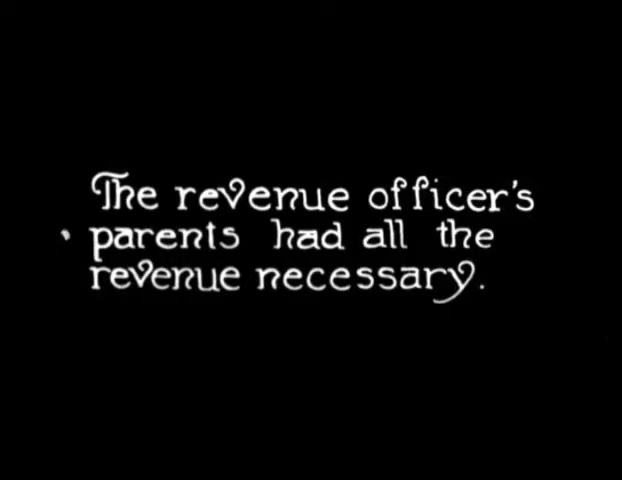 The revenue officer's
parents had all the
revenue necessary.